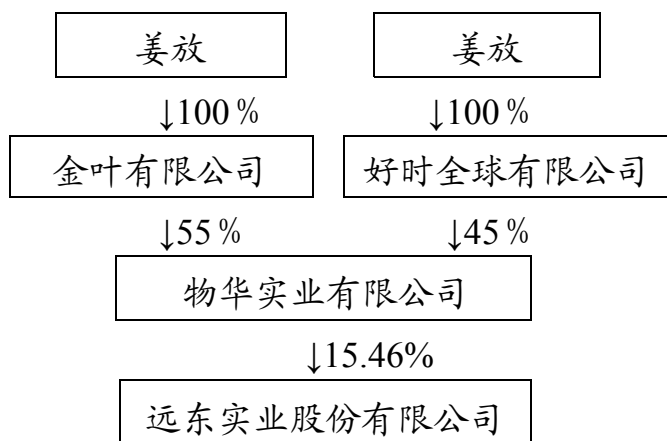 姜放 姜放
↓100％ ↓100％
金叶有限公司 好时全球有限公司
↓55％ ↓45％
物华实业有限公司
↓15.46%
远东实业股份有限公司